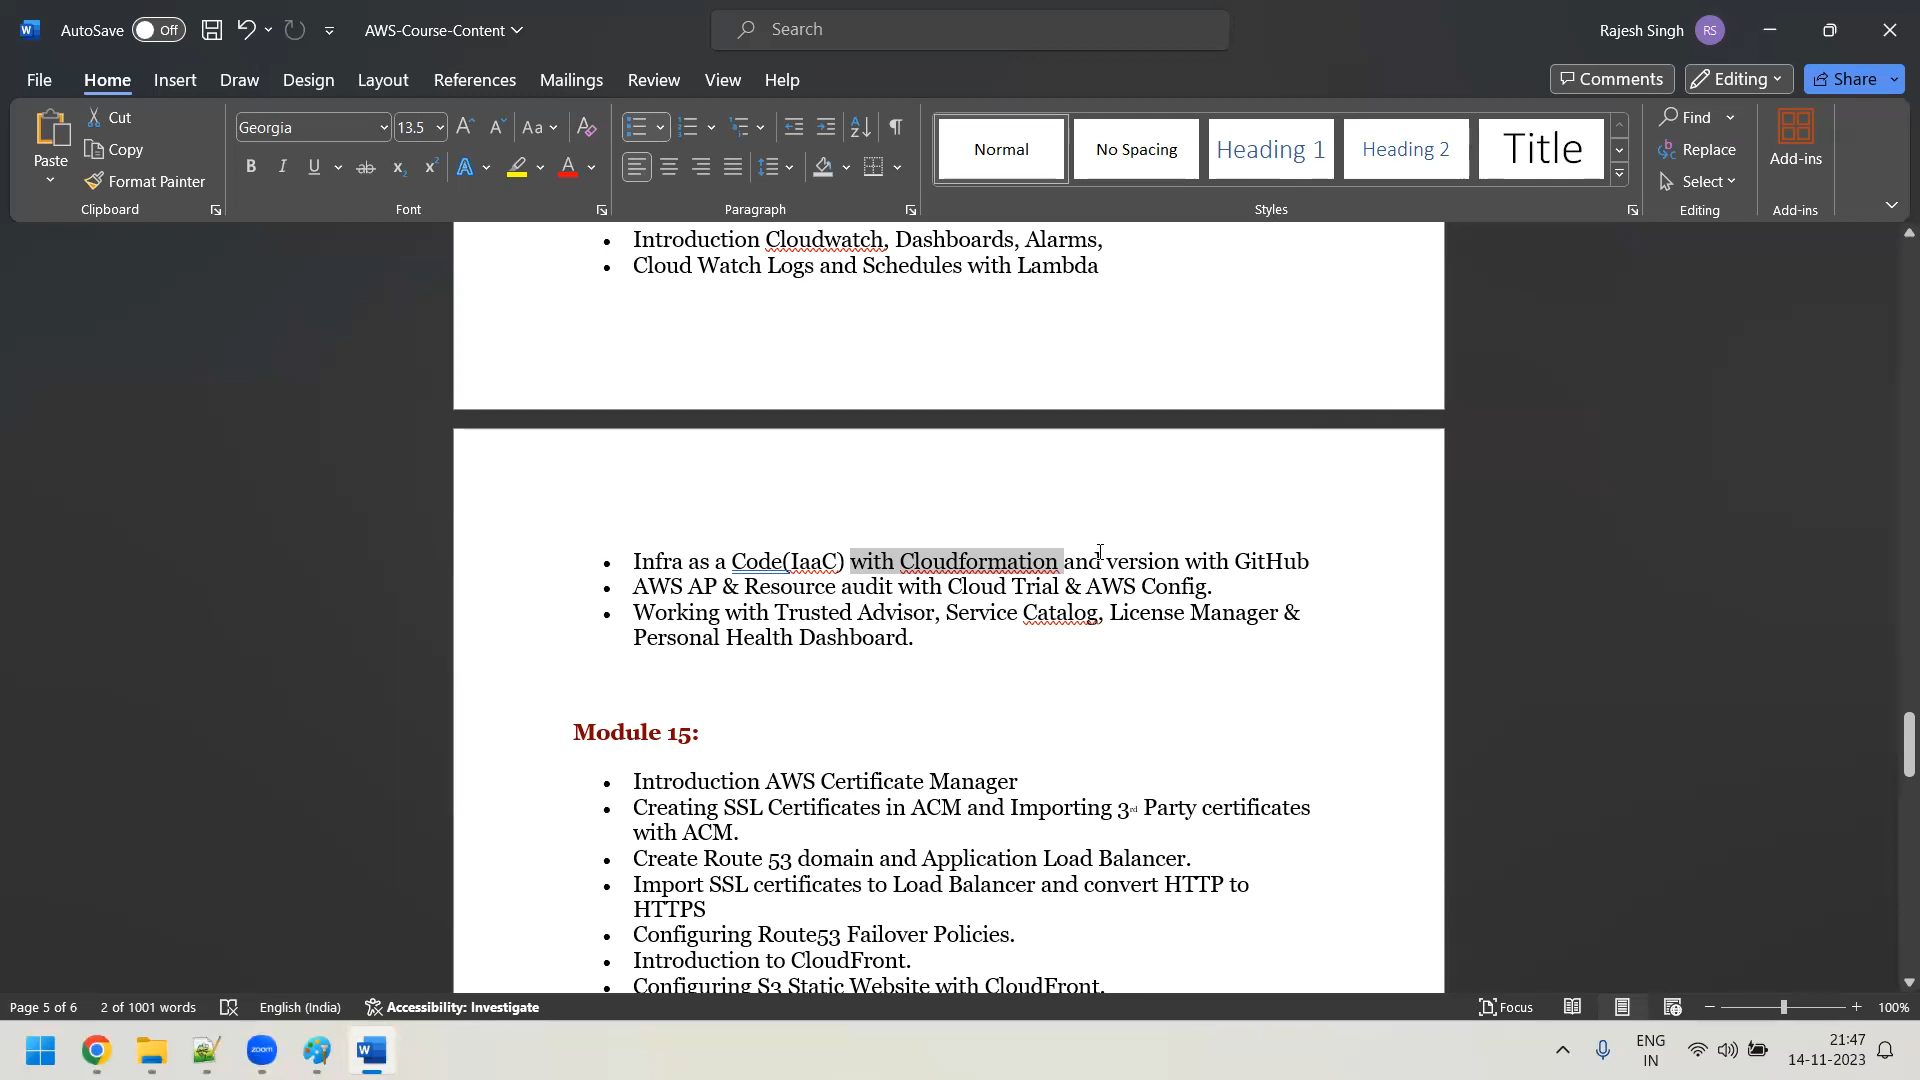 AutoSave Off AWS-Course-Content Search Rajesh Singh RS
File Home Insert Draw Design Layout References Mailings Review View Help Comments Editing Share
Paste Cut Copy Format Painter Clipboard
Georgia 13.5 Aa Font
Paragraph
Normal No Spacing Heading 1 Heading 2 Title Styles
Find Replace Select Editing
Add-ins Add-ins
Introduction Cloudwatch, Dashboards, Alarms,
Cloud Watch Logs and Schedules with Lambda
Infra as a Code(IaaC) with Cloudformation and version with GitHub
AWS AP & Resource audit with Cloud Trial & AWS Config.
Working with Trusted Advisor, Service Catalog, License Manager &
Personal Health Dashboard.
Module 15:
Introduction AWS Certificate Manager
Creating SSL Certificates in ACM and Importing 3rd Party certificates
with ACM.
Create Route 53 domain and Application Load Balancer.
Import SSL certificates to Load Balancer and convert HTTP to
HTTPS
Configuring Route53 Failover Policies.
Introduction to CloudFront.
Configuring S3 Static Website with CloudFront.
Page 5 of 6 2 of 1001 words English (India) Accessibility: Investigate Focus 100%
zoom W ENG IN 21:47 14-11-2023